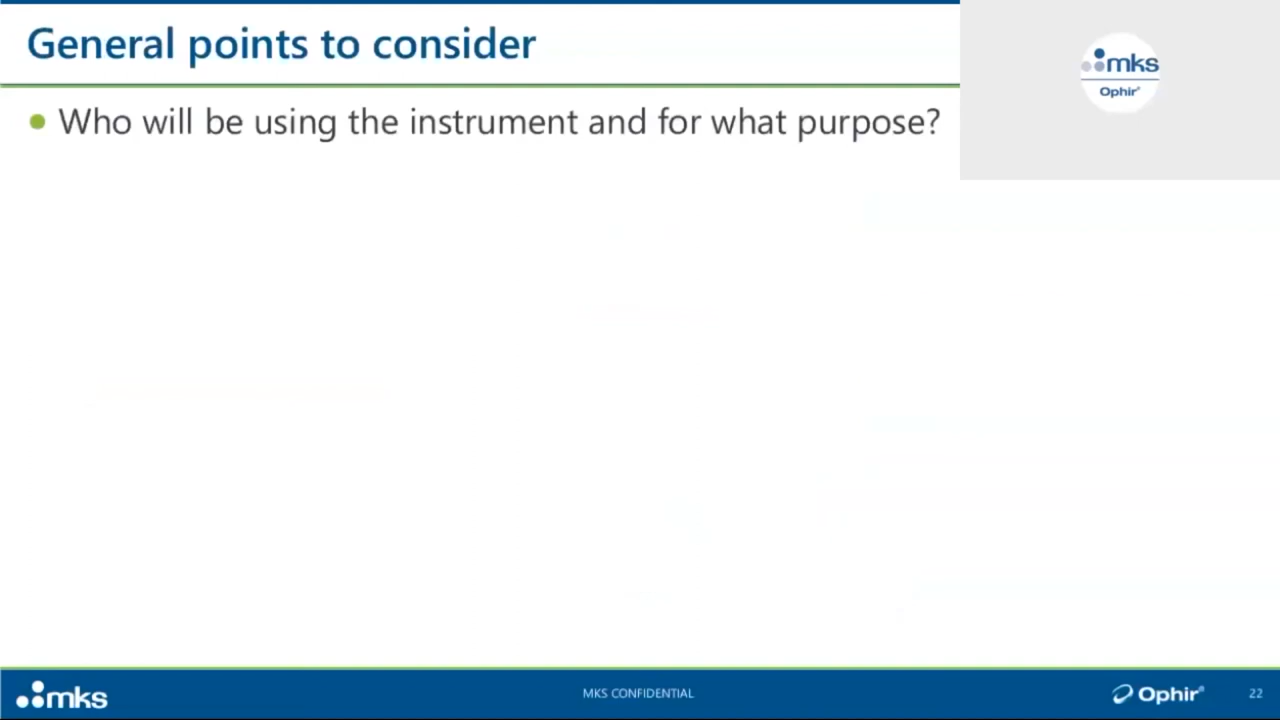 General points to consider
mks
Ophir®
• Who will be using the instrument and for what purpose?
mks
MKS CONFIDENTIAL
Ophir®
22